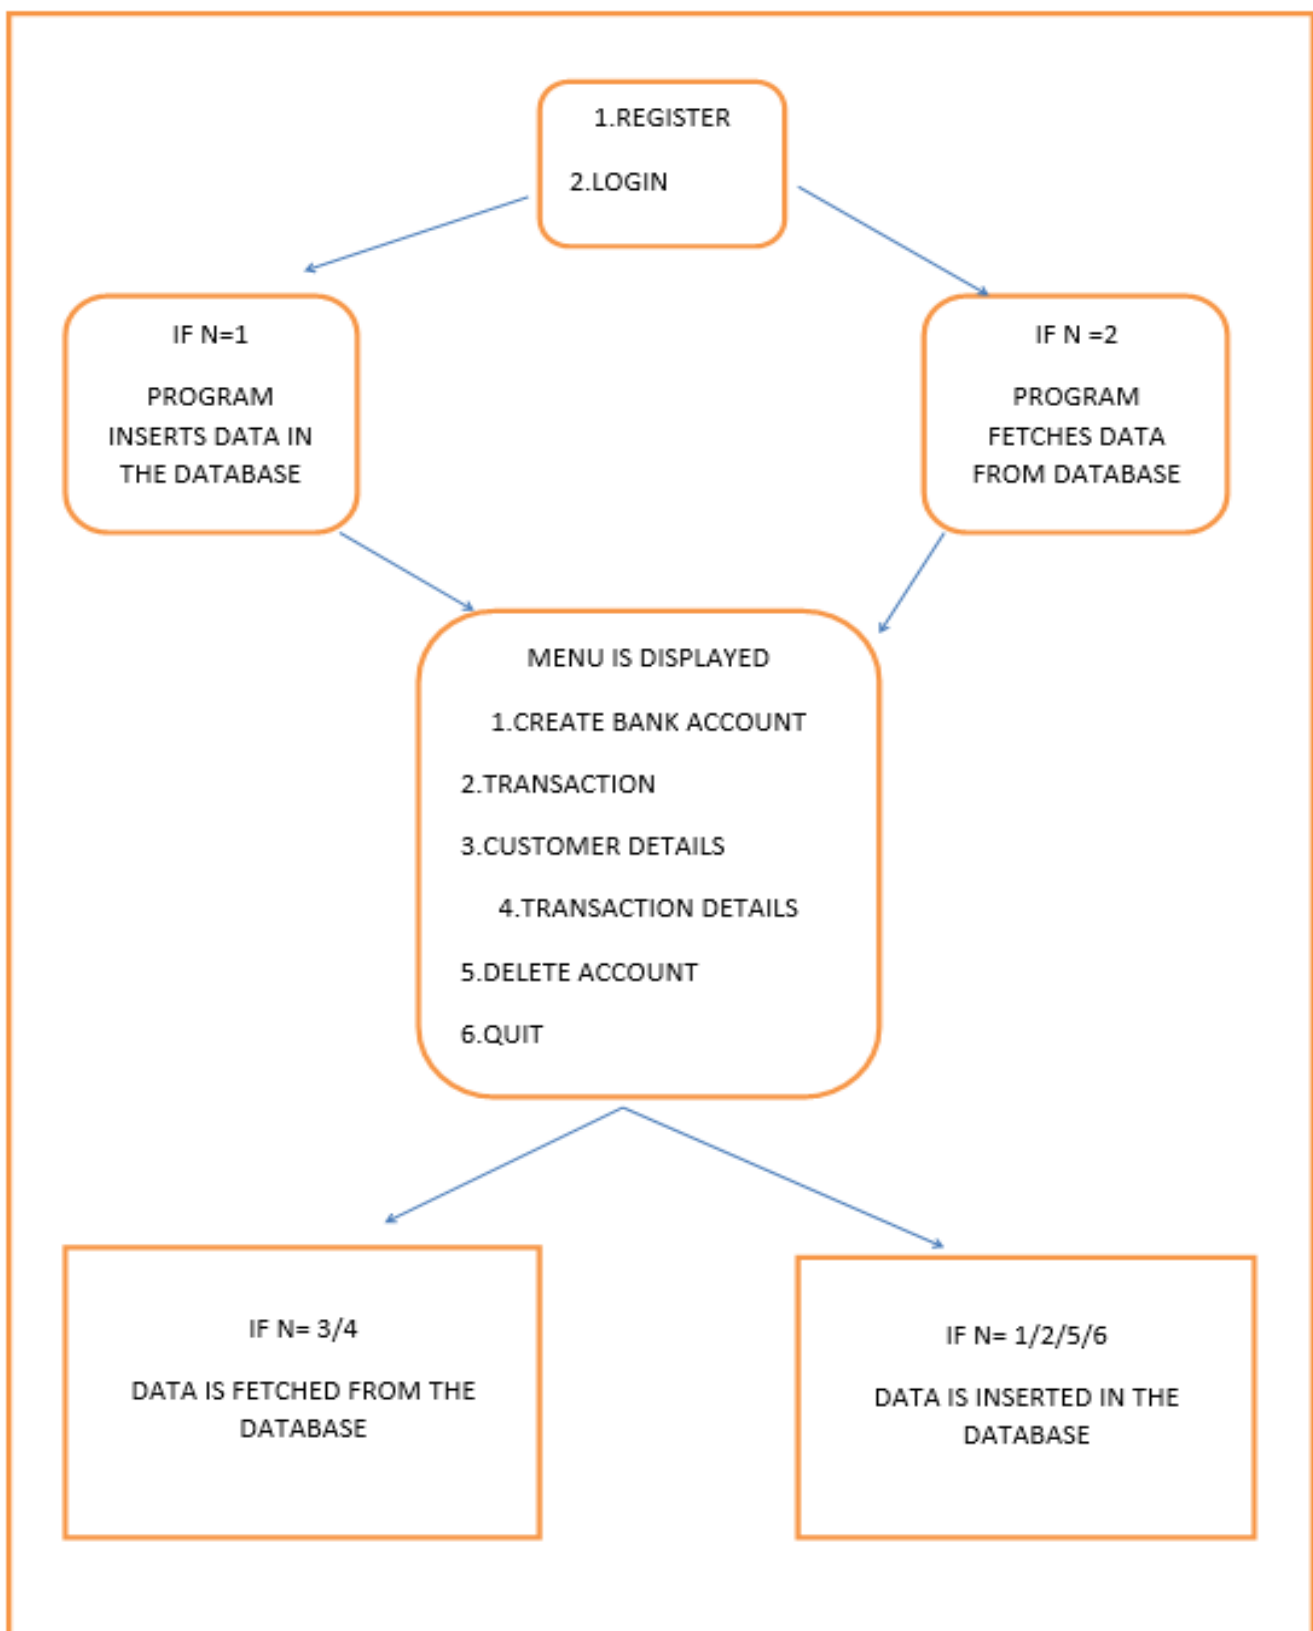 1.REGISTER
2.LOGIN
IF N=1
PROGRAM
INSERTS DATA IN
THE DATABASE
IF N =2
PROGRAM
FETCHES DATA
FROM DATABASE
MENU IS DISPLAYED
1.CREATE BANK ACCOUNT
2.TRANSACTION
3.CUSTOMER DETAILS
4.TRANSACTION DETAILS
5.DELETE ACCOUNT
6.QUIT
IF N= 3/4
DATA IS FETCHED FROM THE
DATABASE
IF N= 1/2/5/6
DATA IS INSERTED IN THE
DATABASE